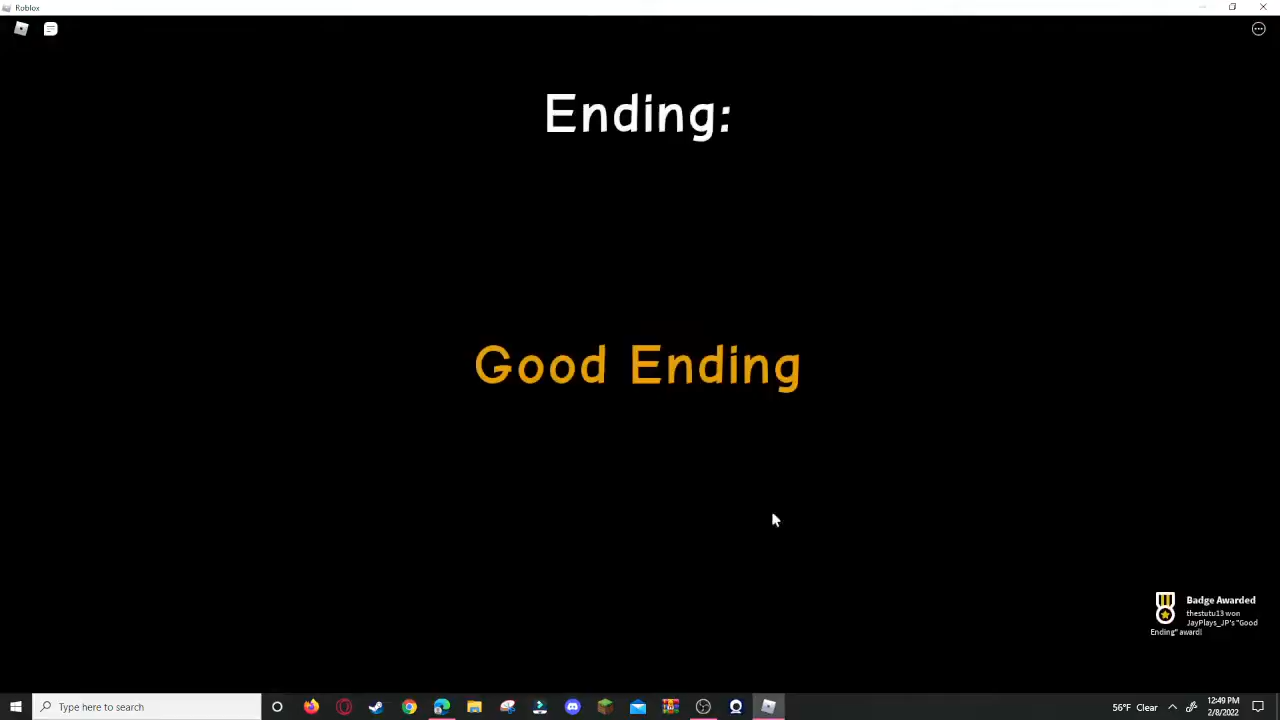 Roblox
Ending:
Good Ending
Badge Awarded
thestutu13 won
JayPlays_JP's "Good
Ending" award!
Type here to search
56°F Clear
12:49 PM
2/8/2022